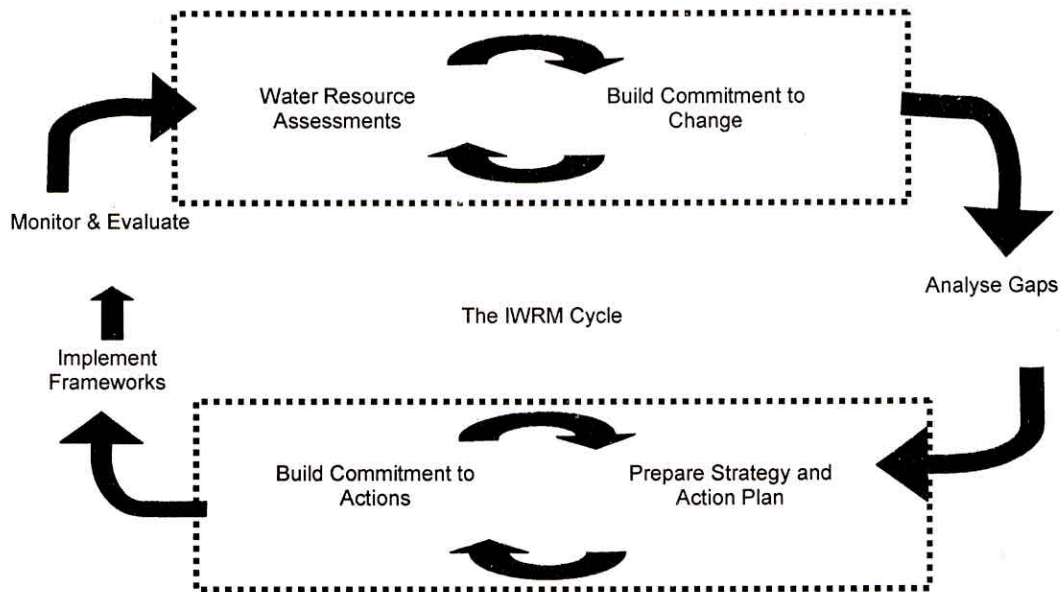 Water Resource
Assessments
Build Commitment to
Change
Monitor & Evaluate
Analyse Gaps
The IWRM Cycle
Implement
Frameworks
Build Commitment to
Actions
Prepare Strategy and
Action Plan